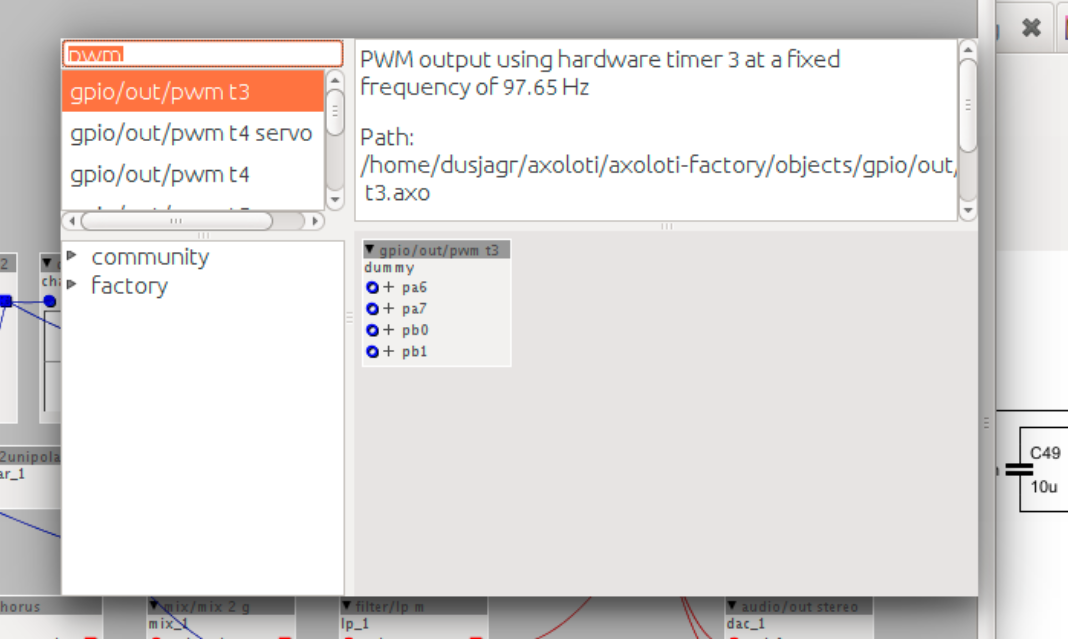 pwm
gpio/out/pwm t3
gpio/out/pwm t4 servo
gpio/out/pwm t4
PWM output using hardware timer 3 at a fixed
frequency of 97.65 Hz
Path:
/home/dusjagr/axoloti/axoloti-factory/objects/gpio/out/
t3.axo
community
factory
gpio/out/pwm t3
dummy
pa6
pa7
pb0
pb1
2
ch
2unipola
ar_1
C49
10u
horus
mix/mix 2 g
mix_1
filter/lp m
lp_1
audio/out stereo
dac_1